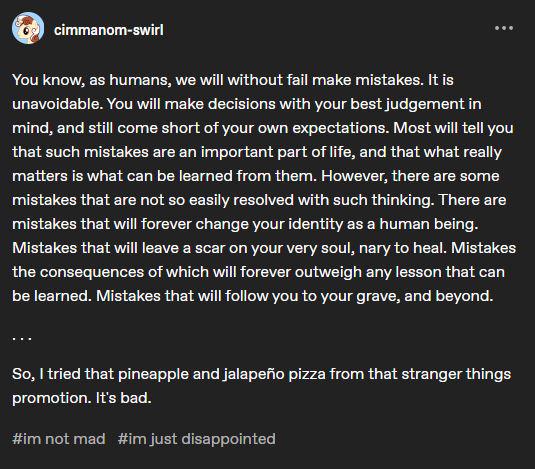 cimmanom-swirl
You know, as humans, we will without fail make mistakes. It is
unavoidable. You will make decisions with your best judgement in
mind, and still come short of your own expectations. Most will tell you
that such mistakes are an important part of life, and that what really
matters is what can be learned from them. However, there are some
mistakes that are not so easily resolved with such thinking. There are
mistakes that will forever change your identity as a human being.
Mistakes that will leave a scar on your very soul, nary to heal. Mistakes
the consequences of which will forever outweigh any lesson that can
be learned. Mistakes that will follow you to your grave, and beyond.
. . .
So, I tried that pineapple and jalapeño pizza from that stranger things
promotion. It's bad.
#im not mad #im just disappointed